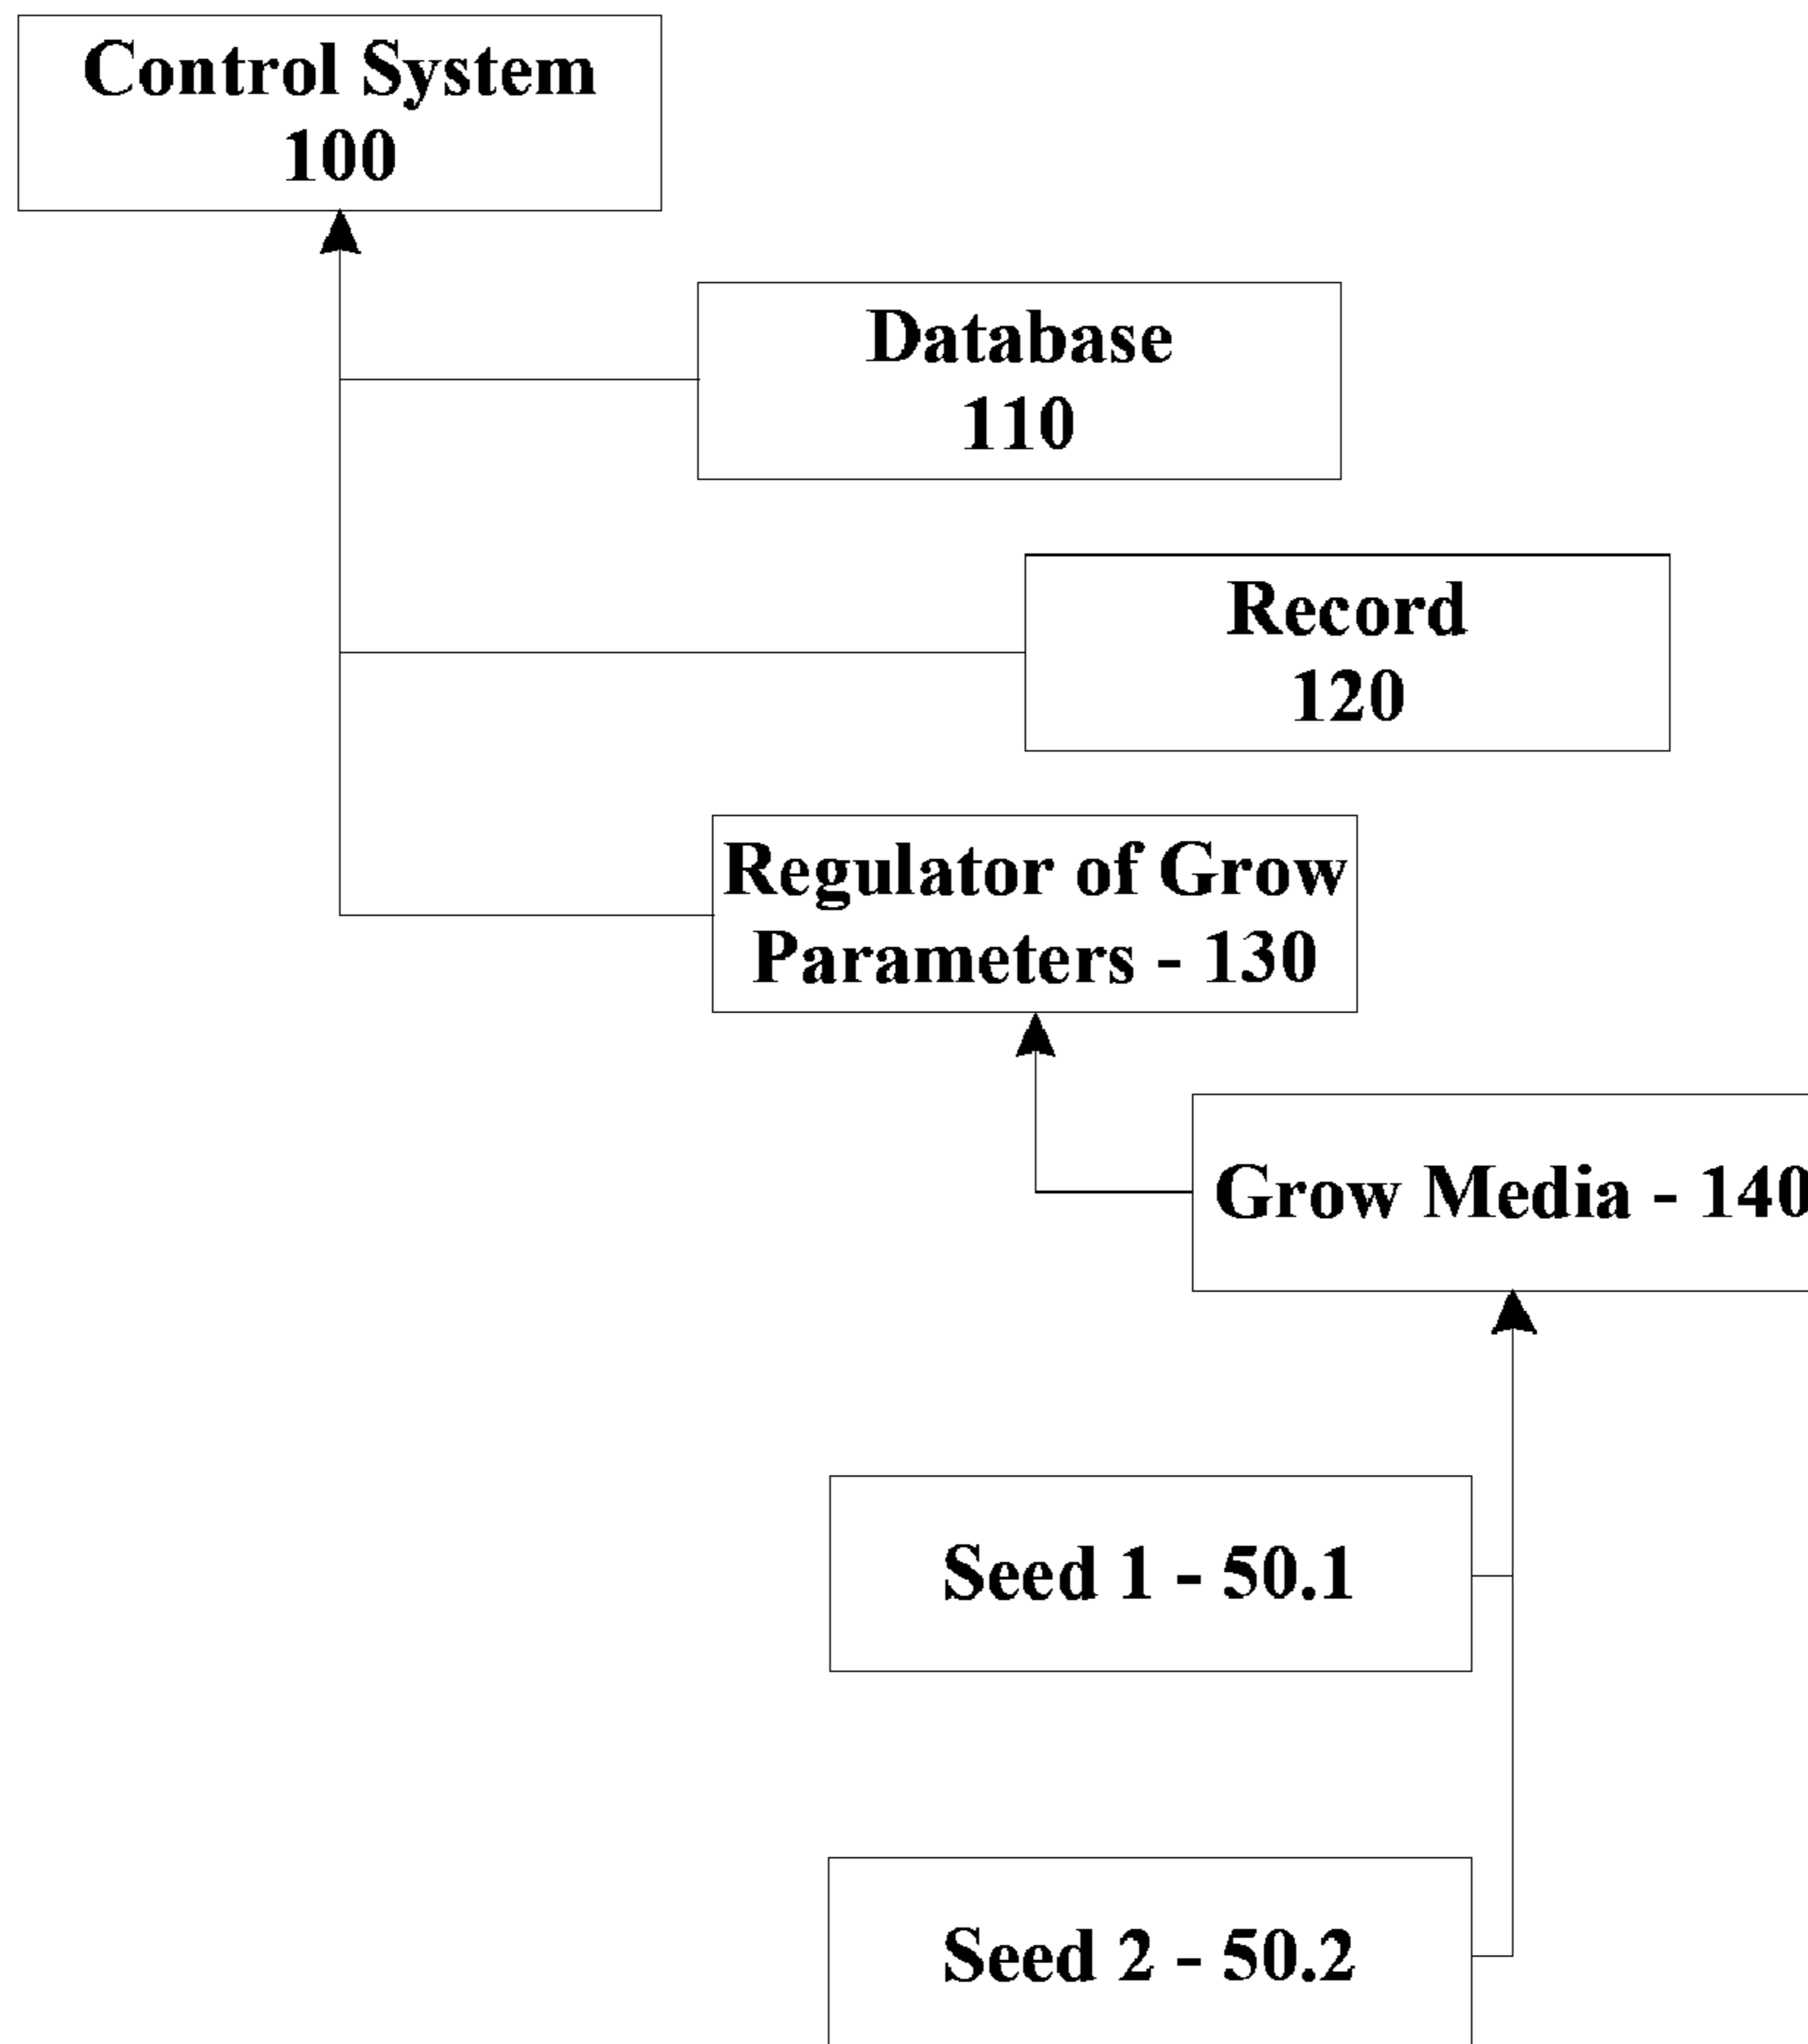 Control System
100
Database
110
Record
120
Regulator of Grow
Parameters - 130
Grow Media - 140
Seed 1 - 50.1
Seed 2 - 50.2